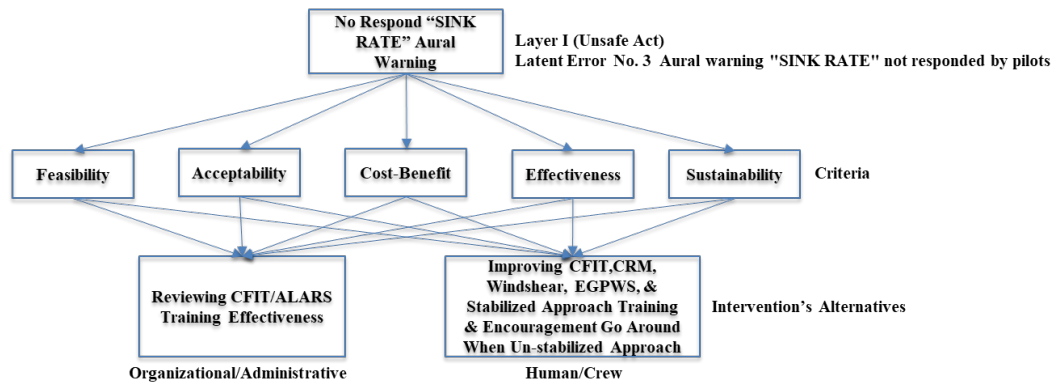 No Respond “SINK
RATE” Aural
Warning
Layer I (Unsafe Act)
Latent Error No. 3  Aural warning "SINK RATE" not responded by pilots
Feasibility
Acceptability
Cost-Benefit
Effectiveness
Sustainability
Criteria
Reviewing CFIT/ALARS
Training Effectiveness
Improving CFIT,CRM,
Windshear, EGPWS, &
Stabilized Approach Training
& Encouragement Go Around
When Un-stabilized Approach
Intervention’s Alternatives
Organizational/Administrative
Human/Crew